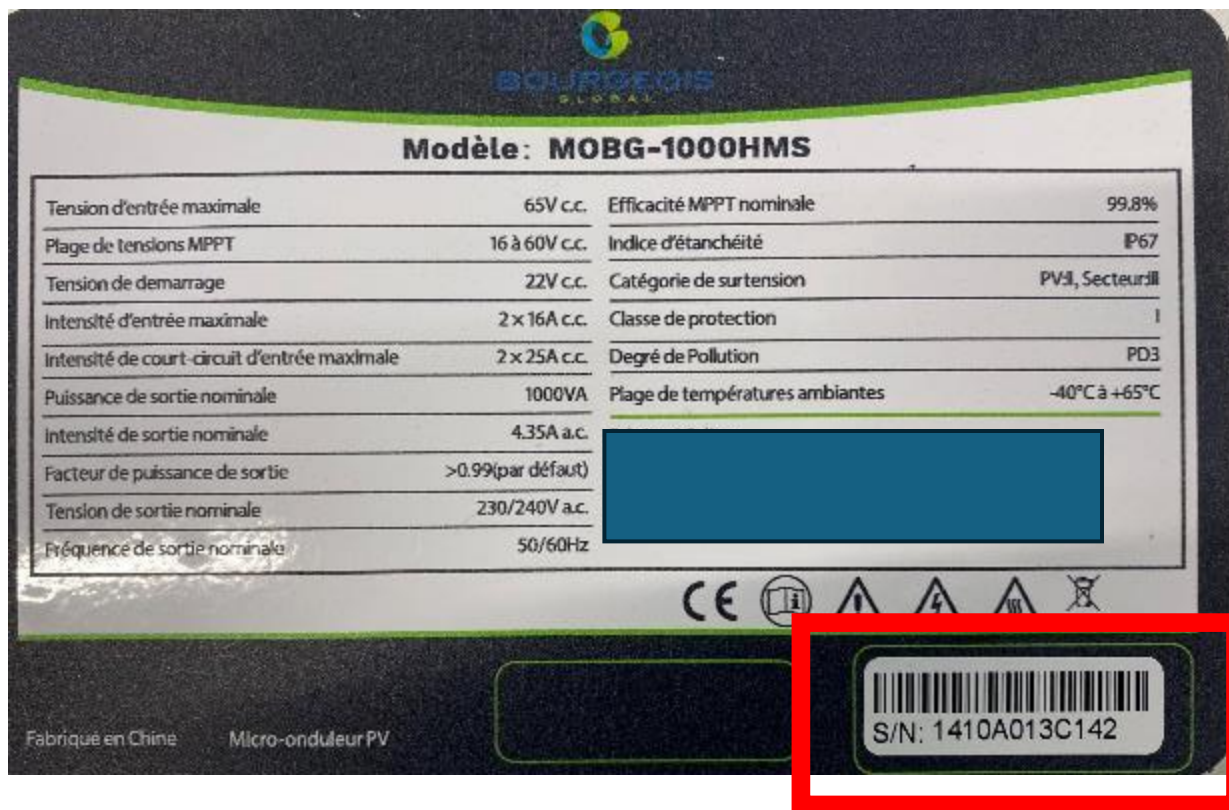 BOURGEOIS
GLOBAL
Modèle: MOBG-1000HMS
Tension d'entrée maximale 65V c.c.
Plage de tensions MPPT 16 à 60V c.c.
Tension de demarrage 22V c.c.
Intensité d'entrée maximale 2 x 16A c.c.
Intensité de court-circuit d'entrée maximale 2 x 25A c.c.
Puissance de sortie nominale 1000VA
Intensité de sortie nominale 4.35A a.c.
Facteur de puissance de sortie >0.99(par défaut)
Tension de sortie nominale 230/240V a.c.
Fréquence de sortie nominale 50/60Hz
Efficacité MPPT nominale 99.8%
Indice d'étanchéité IP67
Catégorie de surtension PV:II, Secteur:III
Classe de protection I
Degré de Pollution PD3
Plage de températures ambiantes -40°C à +65°C
CE
Fabriqué en Chine Micro-onduleur PV
S/N: 1410A013C142